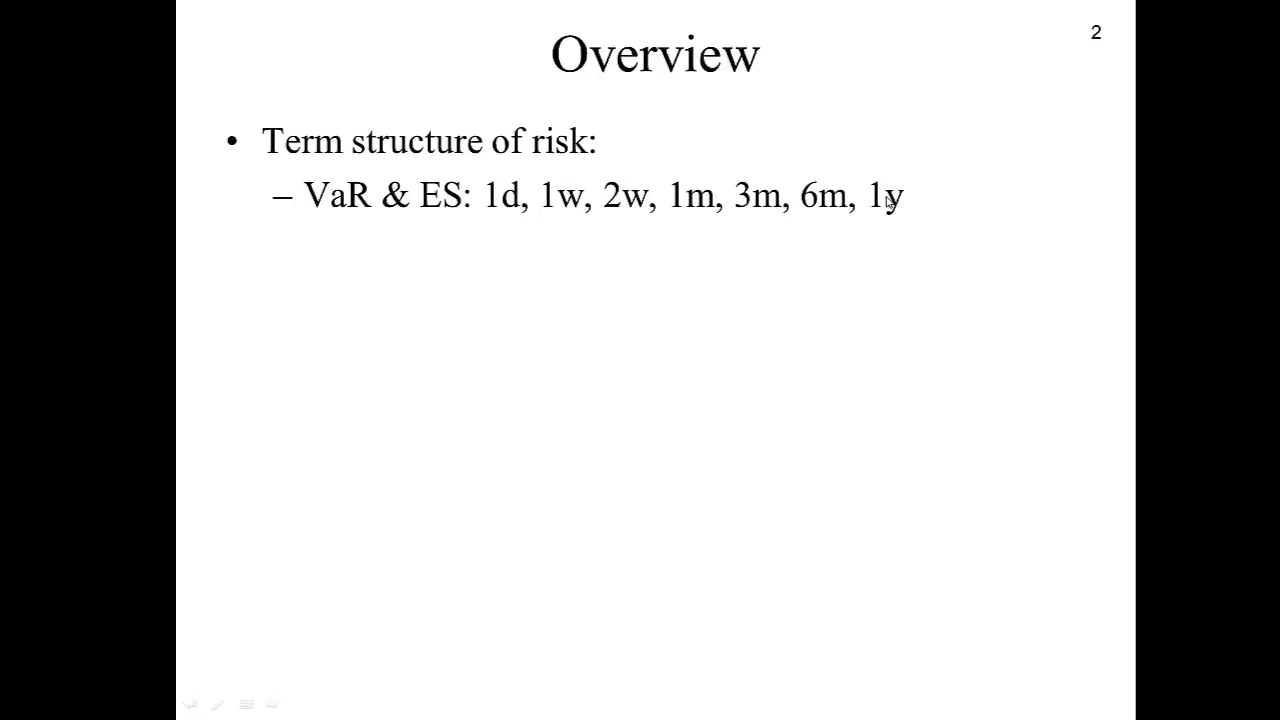 2
Overview
• Term structure of risk:
– VaR & ES: 1d, 1w, 2w, 1m, 3m, 6m, 1y